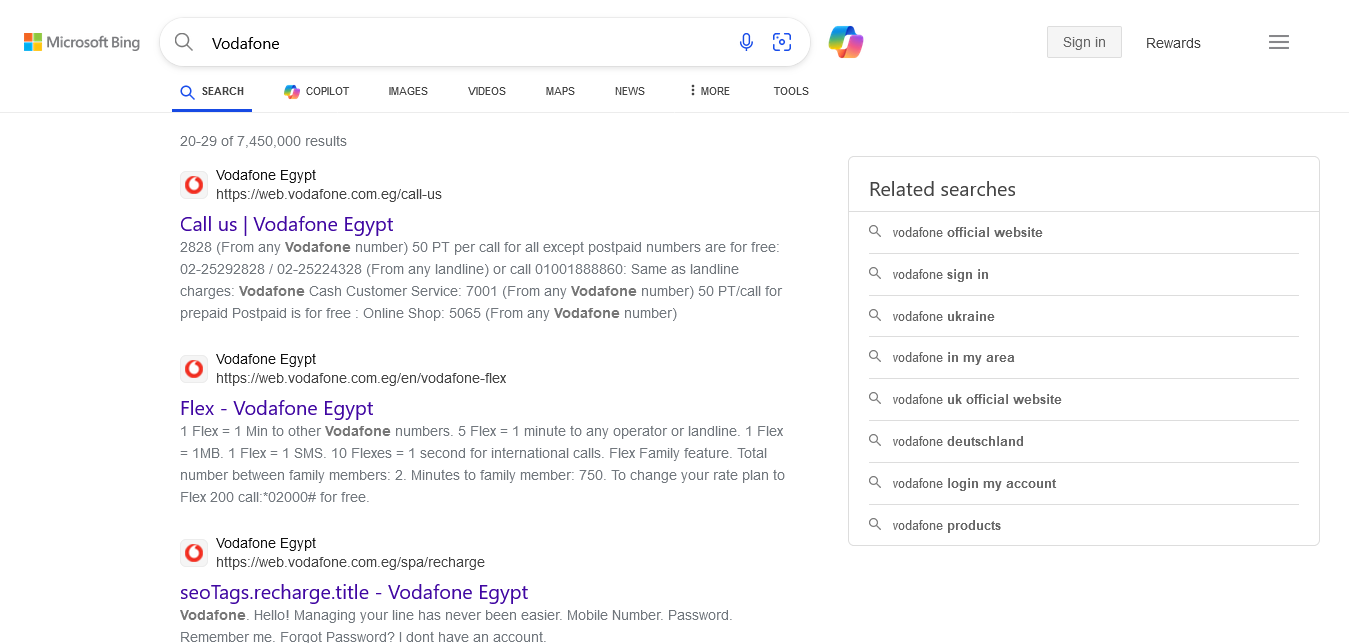 Microsoft Bing
Vodafone
Sign in
Rewards
SEARCH
COPILOT
IMAGES
VIDEOS
MAPS
NEWS
MORE
TOOLS
20-29 of 7,450,000 results
Vodafone Egypt
https://web.vodafone.com.eg/call-us
Call us | Vodafone Egypt
2828 (From any Vodafone number) 50 PT per call for all except postpaid numbers are for free:
02-25292828 / 02-25224328 (From any landline) or call 01001888860: Same as landline
charges: Vodafone Cash Customer Service: 7001 (From any Vodafone number) 50 PT/call for
prepaid Postpaid is for free : Online Shop: 5065 (From any Vodafone number)
Vodafone Egypt
https://web.vodafone.com.eg/en/vodafone-flex
Flex - Vodafone Egypt
1 Flex = 1 Min to other Vodafone numbers. 5 Flex = 1 minute to any operator or landline. 1 Flex
= 1MB. 1 Flex = 1 SMS. 10 Flexes = 1 second for international calls. Flex Family feature. Total
number between family members: 2. Minutes to family member: 750. To change your rate plan to
Flex 200 call:*02000# for free.
Vodafone Egypt
https://web.vodafone.com.eg/spa/recharge
seoTags.recharge.title - Vodafone Egypt
Vodafone. Hello! Managing your line has never been easier. Mobile Number. Password.
Remember me. Forgot Password? I dont have an account.
Related searches
vodafone official website
vodafone sign in
vodafone ukraine
vodafone in my area
vodafone uk official website
vodafone deutschland
vodafone login my account
vodafone products